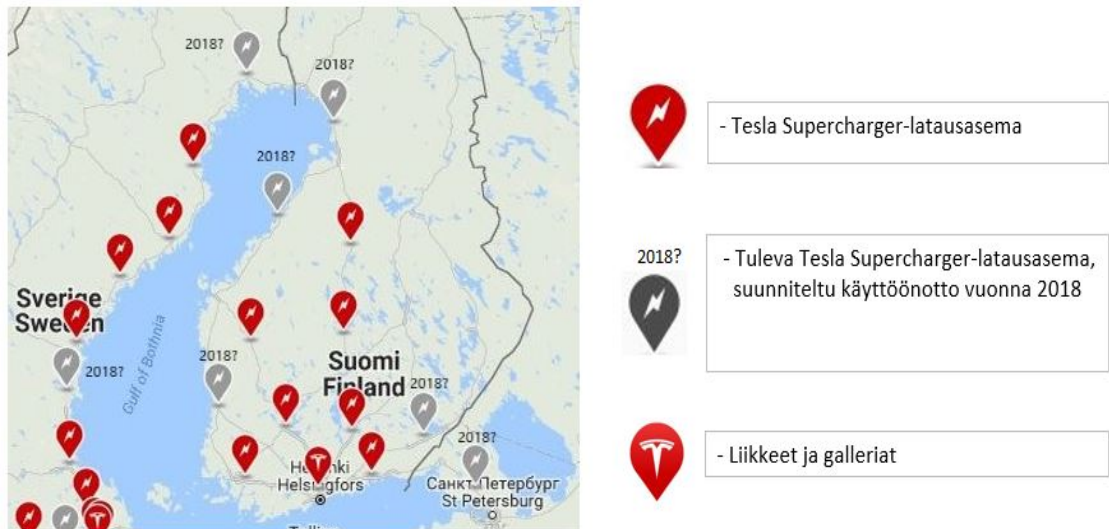 2018?
2018?
2018?
Sverige
Sweden
2018?
Gulf of Bothnia
2018?
Suomi
Finland
2018?
2018?
Helsinki
Helsingfors
Санкт-Петербург
St Petersburg
Tallinn
- Tesla Supercharger-latausasema
2018?
- Tuleva Tesla Supercharger-latausasema,
suunniteltu käyttöönotto vuonna 2018
- Liikkeet ja galleriat